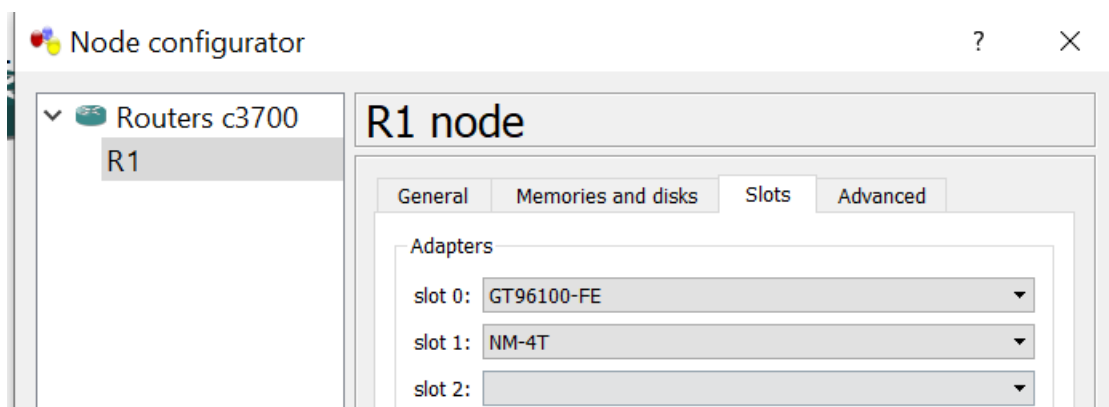 Node configurator ?
Routers c3700
R1
R1 node
General Memories and disks Slots Advanced
Adapters
slot 0: GT96100-FE
slot 1: NM-4T
slot 2: